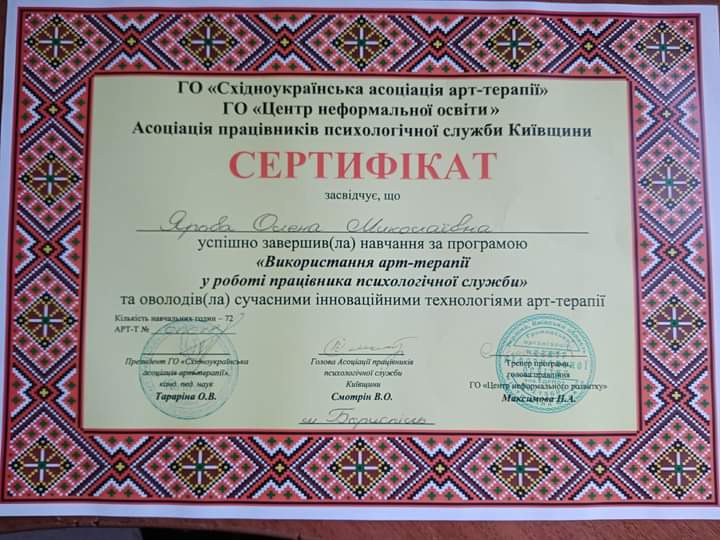 ГО «Східноукраїнська асоціація арт-терапії»
ГО «Центр неформальної освіти»
Асоціація працівників психологічної служби Київщини
СЕРТИФІКАТ
засвідчує, що
Ярова Олена Миколаївна
успішно завершив(ла) навчання за програмою
«Використання арт-терапії
у роботі працівника психологічної служби»
та оволодів(ла) сучасними інноваційними технологіями арт-терапії
Кількість навчальних годин – 72
АРТ-Т №
Президент ГО «Східноукраїнська
асоціація арт-терапії»,
канд. пед. наук
Тараріна О.В.
Голова Асоціації працівників
психологічної служби
Київщини
Смотрін В.О.
Тренер програми,
голова правління
ГО «Центр неформального розвитку»
Максимова Н.А.
м Бориспіль